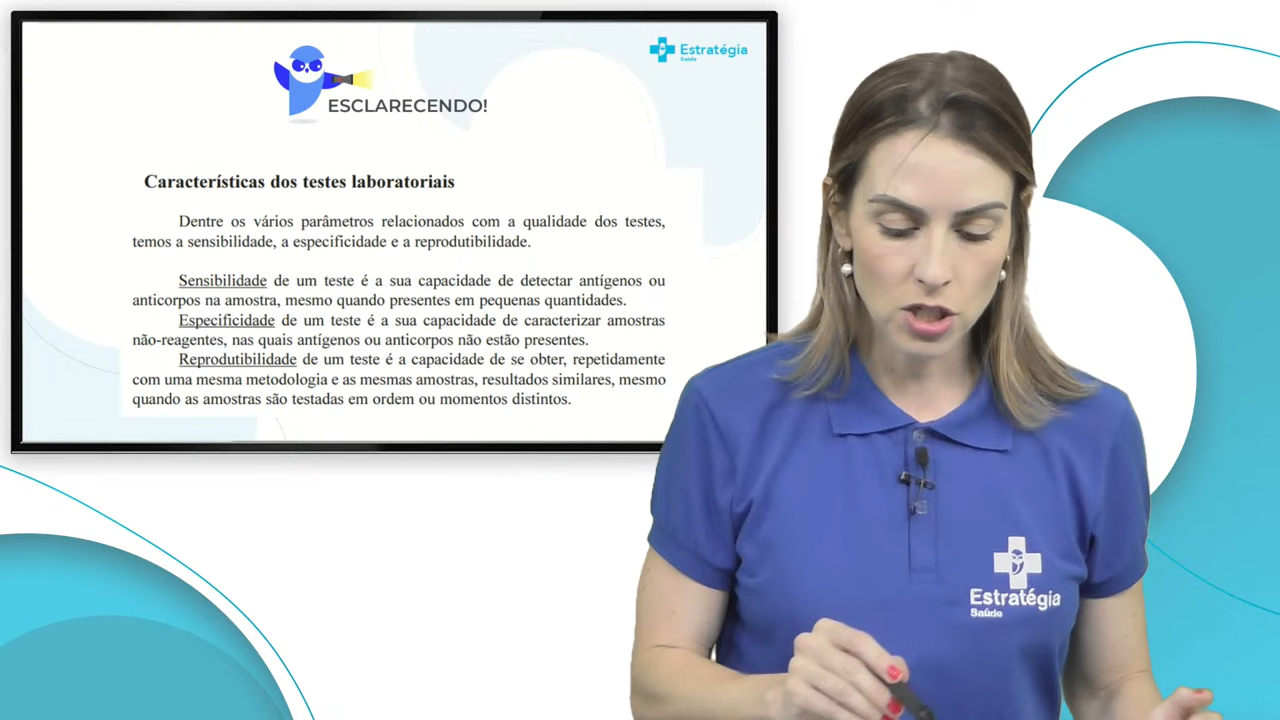 Estratégia
Saúde
ESCLARECENDO!
Características dos testes laboratoriais
Dentre os vários parâmetros relacionados com a qualidade dos testes,
temos a sensibilidade, a especificidade e a reprodutibilidade.
Sensibilidade de um teste é a sua capacidade de detectar antígenos ou
anticorpos na amostra, mesmo quando presentes em pequenas quantidades.
Especificidade de um teste é a sua capacidade de caracterizar amostras
não-reagentes, nas quais antígenos ou anticorpos não estão presentes.
Reprodutibilidade de um teste é a capacidade de se obter, repetidamente
com uma mesma metodologia e as mesmas amostras, resultados similares, mesmo
quando as amostras são testadas em ordem ou momentos distintos.
Estratégia
Saúde